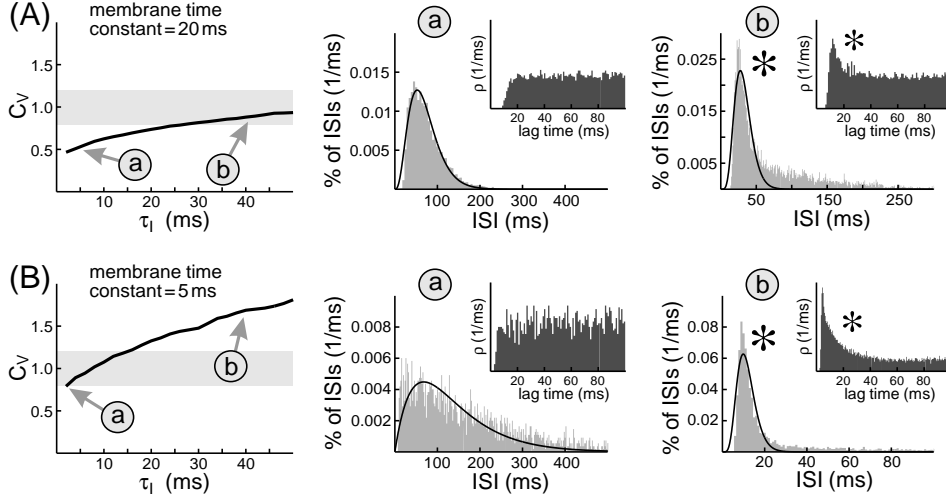 (A)
membrane time
constant = 20 ms
2.0
1.5
1.0
0.5
C_V
10 20 30 40
τ_I (ms)
a
b
a
% of ISIs (1/ms)
0.015
0.01
0.005
100 200 300 400
ISI (ms)
ρ (1/ms)
20 40 60 80
lag time (ms)
b
% of ISIs (1/ms)
0.025
0.015
0.005
50 150 300
ISI (ms)
*
ρ (1/ms)
*
20 40 60 80
lag time (ms)
(B)
membrane time
constant = 5 ms
1.5
1.0
0.5
C_V
10 20 30 40
τ_I (ms)
a
b
a
% of ISIs (1/ms)
0.008
0.006
0.004
0.002
100 200 300 400
ISI (ms)
ρ (1/ms)
20 40 60 80
lag time (ms)
b
% of ISIs (1/ms)
0.08
0.06
0.04
0.02
20 40 60 80
ISI (ms)
*
ρ (1/ms)
*
20 40 60 80
lag time (ms)